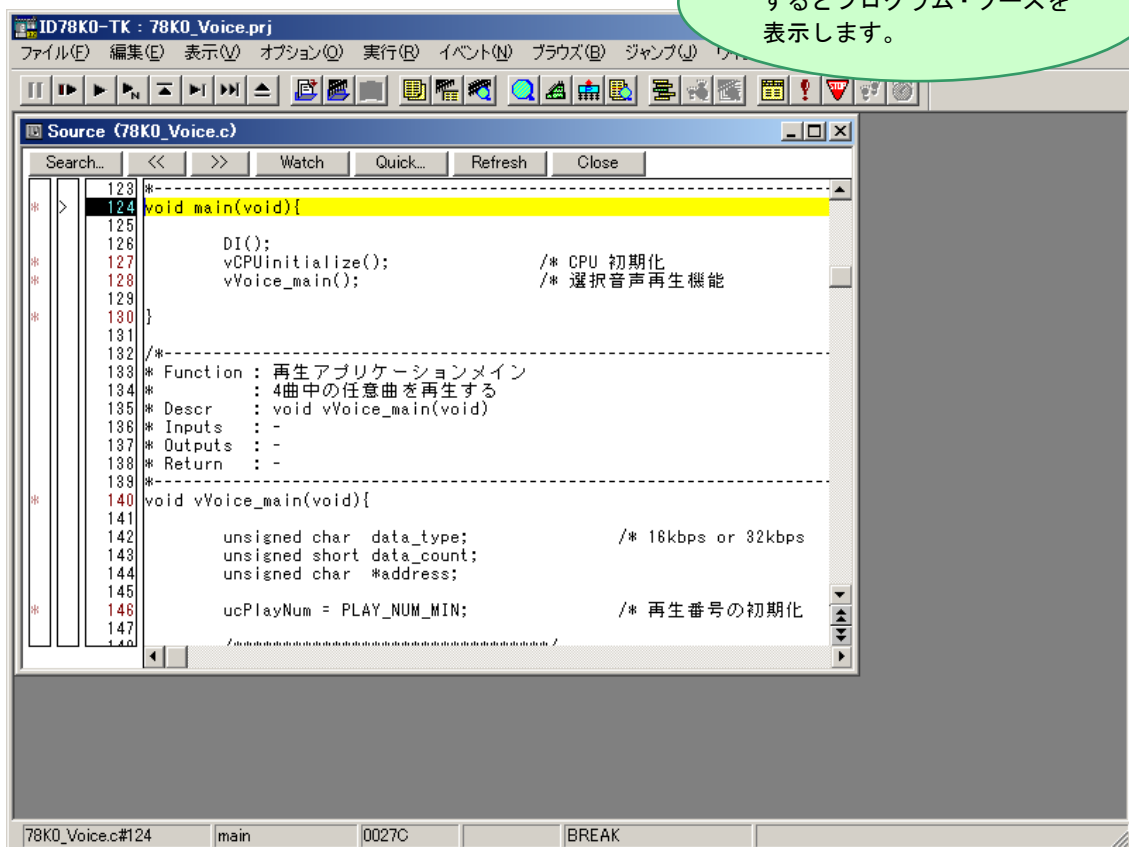 するとプログラム・ソースを
表示します。
ID78K0-TK : 78K0_Voice.prj
ファイル(F) 編集(E) 表示(V) オプション(O) 実行(R) イベント(N) ブラウズ(B) ジャンプ(J)
Source (78K0_Voice.c)
Search... << >> Watch Quick... Refresh Close
123 *--------------------------------------------------------------------
* > 124 void main(void){
125
126 DI();
* 127 vCPUinitialize(); /* CPU 初期化
* 128 vVoice_main(); /* 選択音声再生機能
129
* 130 }
131
132 /*-------------------------------------------------------------------
133 * Function : 再生アプリケーションメイン
134 * : 4曲中の任意曲を再生する
135 * Descr : void vVoice_main(void)
136 * Inputs : -
137 * Outputs : -
138 * Return : -
139 *--------------------------------------------------------------------
* 140 void vVoice_main(void){
141
142 unsigned char data_type; /* 16kbps or 32kbps
143 unsigned short data_count;
144 unsigned char *address;
145
* 146 ucPlayNum = PLAY_NUM_MIN; /* 再生番号の初期化
147
78K0_Voice.c#124 main 0027C BREAK